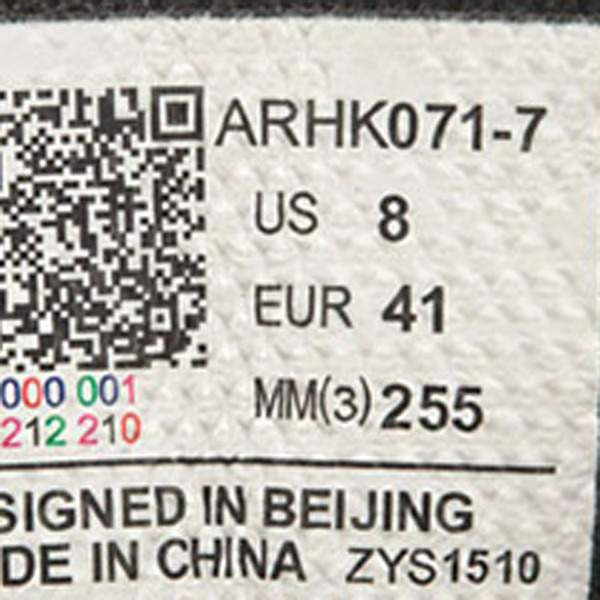 ARHK071-7
US 8
EUR 41
MM(3) 255
000 001
212 210
SIGNED IN BEIJING
DE IN CHINA ZYS1510